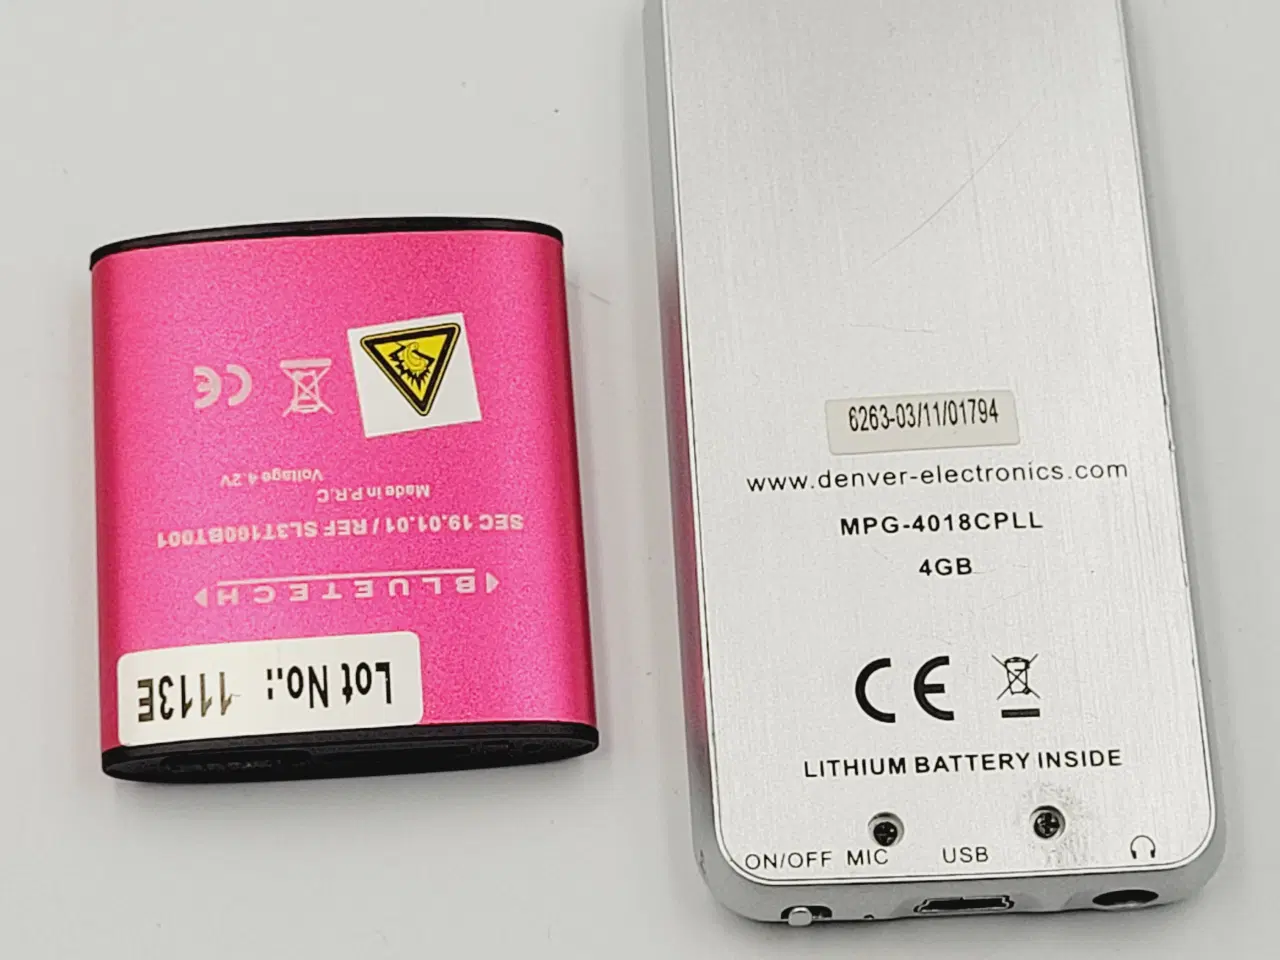 Lot No.: 1113E
BLUETECH
SEC 19.01.01 / REF SL3T100BT001
Made in P.R.C
Voltage 4.2V
CE
6263-03/11/01794
www.denver-electronics.com
MPG-4018CPLL
4GB
CE
LITHIUM BATTERY INSIDE
ON/OFF MIC USB